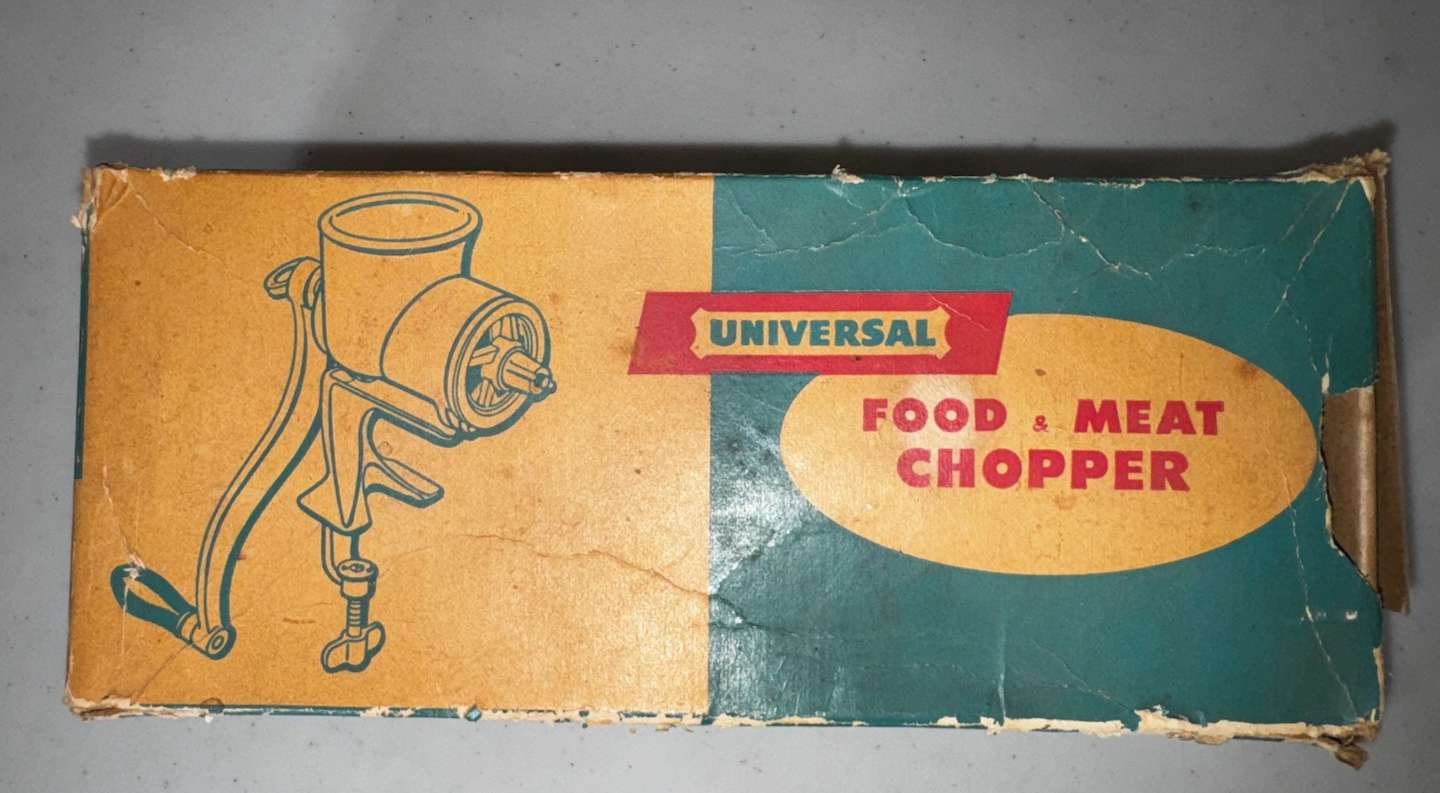 UNIVERSAL
FOOD & MEAT
CHOPPER